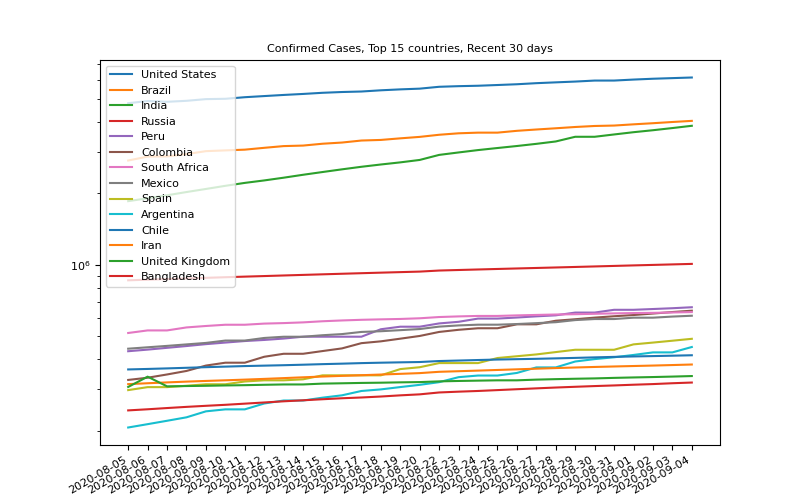 Confirmed Cases, Top 15 countries, Recent 30 days
United States
Brazil
India
Russia
Peru
Colombia
South Africa
Mexico
Spain
Argentina
Chile
Iran
United Kingdom
Bangladesh
10⁶
2020-08-05
2020-08-06
2020-08-07
2020-08-08
2020-08-09
2020-08-10
2020-08-11
2020-08-12
2020-08-13
2020-08-14
2020-08-15
2020-08-16
2020-08-17
2020-08-18
2020-08-19
2020-08-20
2020-08-22
2020-08-23
2020-08-24
2020-08-25
2020-08-26
2020-08-27
2020-08-28
2020-08-29
2020-08-30
2020-08-31
2020-09-01
2020-09-02
2020-09-03
2020-09-04